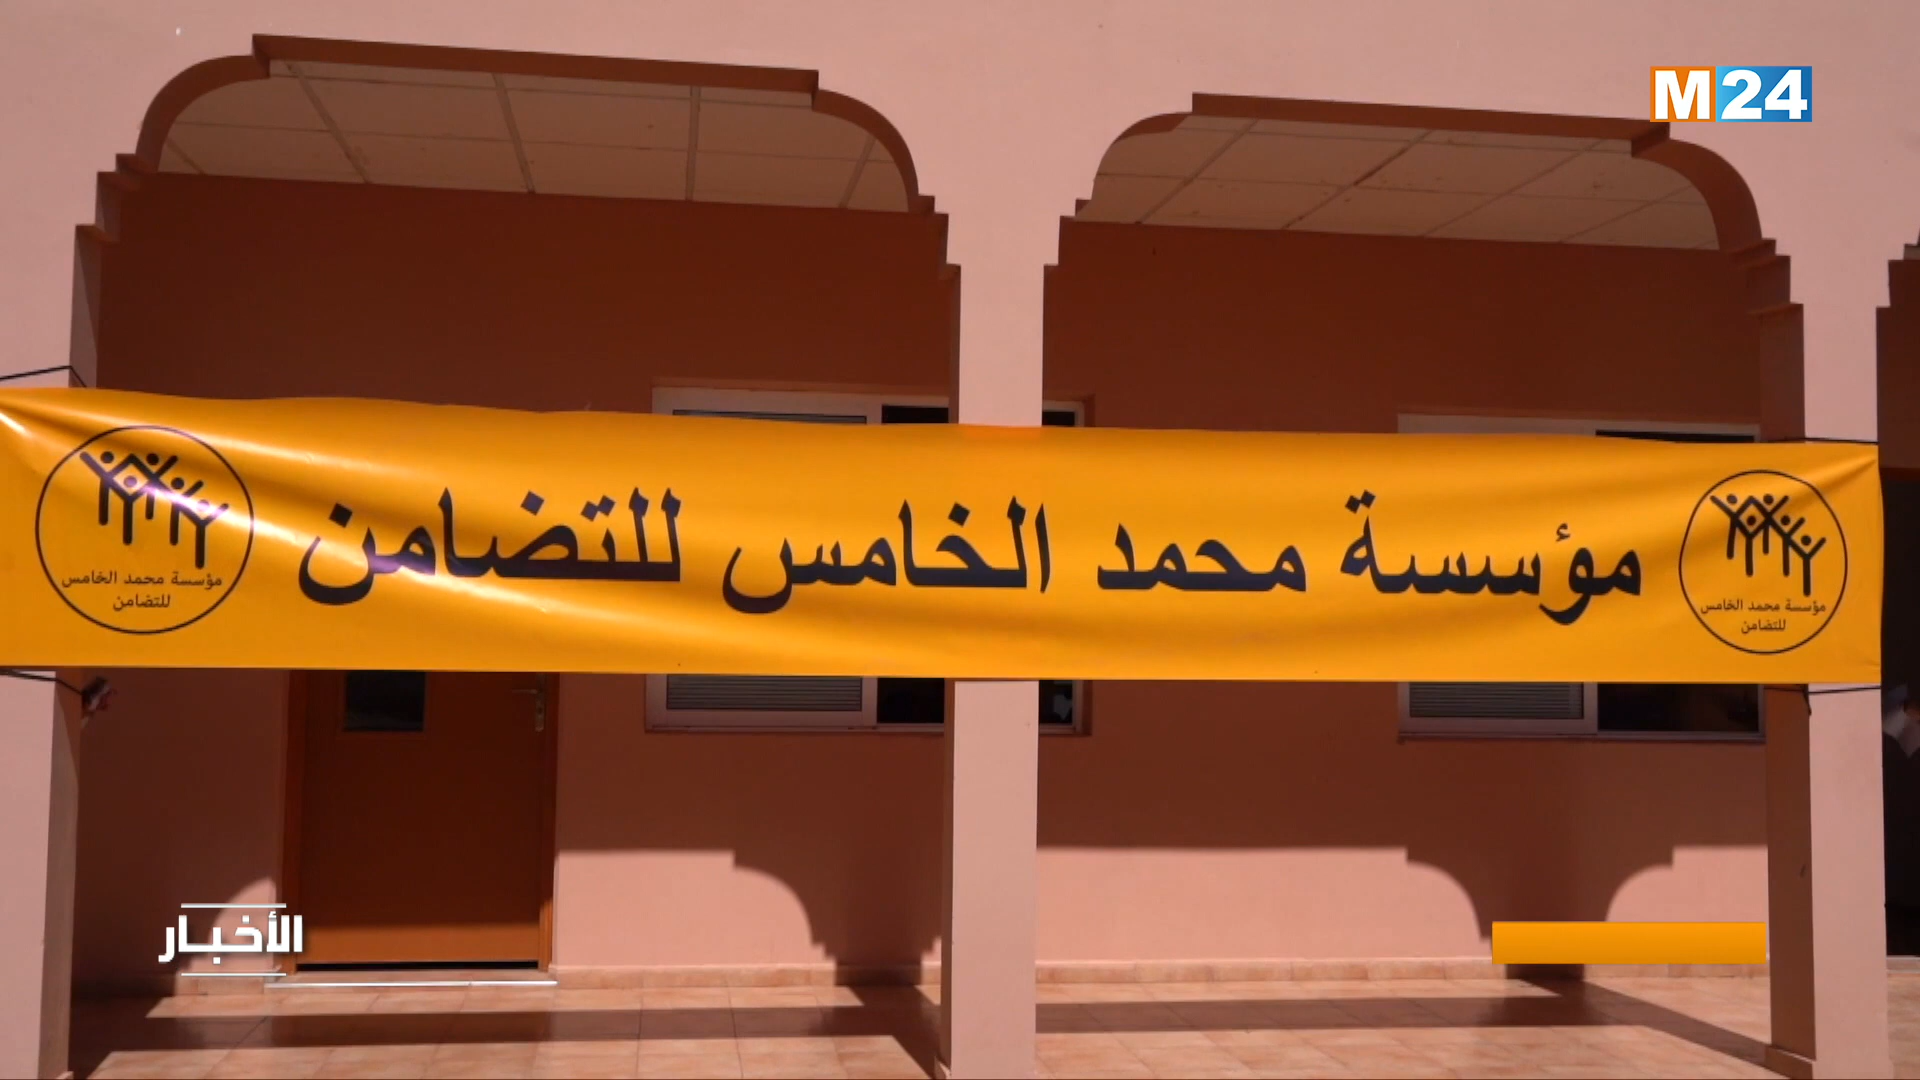 M24
مؤسسة محمد الخامس للتضامن
مؤسسة محمد الخامس
للتضامن
مؤسسة محمد الخامس
للتضامن
الأخبار